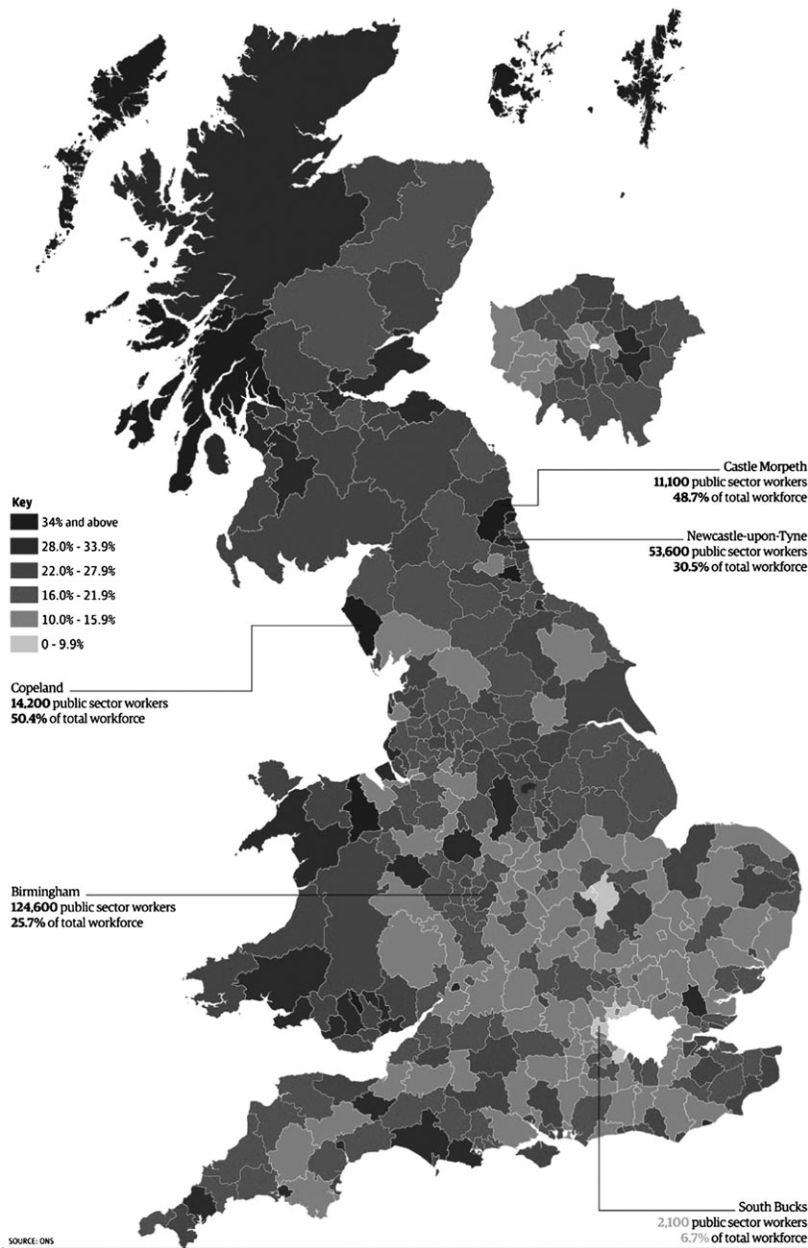 Castle Morpeth
11,100 public sector workers
48.7% of total workforce
Key
34% and above
28.0% - 33.9%
22.0% - 27.9%
16.0% - 21.9%
10.0% - 15.9%
0 - 9.9%
Newcastle-upon-Tyne
53,600 public sector workers
30.5% of total workforce
Copeland
14,200 public sector workers
50.4% of total workforce
Birmingham
124,600 public sector workers
25.7% of total workforce
South Bucks
2,100 public sector workers
6.7% of total workforce
SOURCE: ONS